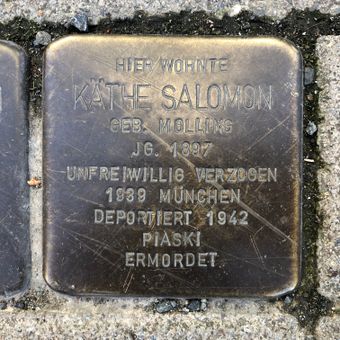 HIER WOHNTE
KÄTHE SALOMON
GEB. MOLLING
JG. 1897
UNFREIWILLIG VERZOGEN
1939 MÜNCHEN
DEPORTIERT 1942
PIASKI
ERMORDET